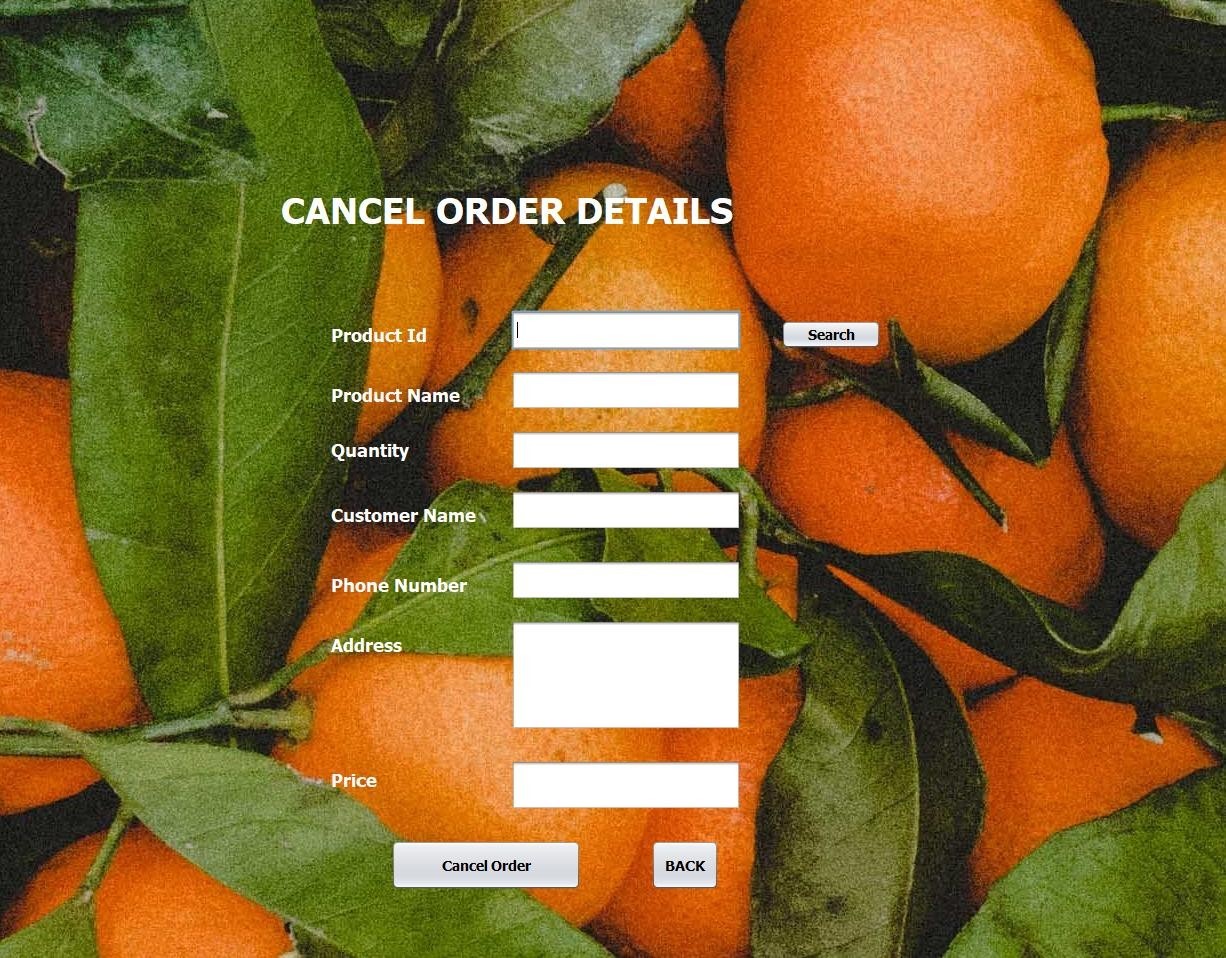 CANCEL ORDER DETAILS
Product Id
Search
Product Name
Quantity
Customer Name
Phone Number
Address
Price
Cancel Order
BACK